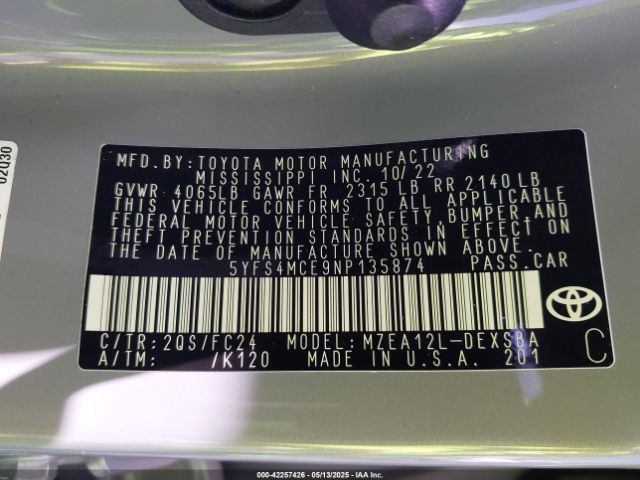 02Q30
MFD.BY:TOYOTA MOTOR MANUFACTURING
MISSISSIPPI INC. 10/22
GVWR 4065LB GAWR FR 2315 LB RR 2140 LB
THIS VEHICLE CONFORMS TO ALL APPLICABLE
FEDERAL MOTOR VEHICLE SAFETY,BUMPER,AND
THEFT PREVENTION STANDARDS IN EFFECT ON
THE DATE OF MANUFACTURE SHOWN ABOVE.
5YFS4MCE9NP135874 PASS.CAR
C/TR:2QS/FC24 MODEL:MZEA12L-DEXSBA
A/TM: /K120 MADE IN U.S.A. 201
TOYOTA
C
000-42257426 - 05/13/2025 - IAA Inc.